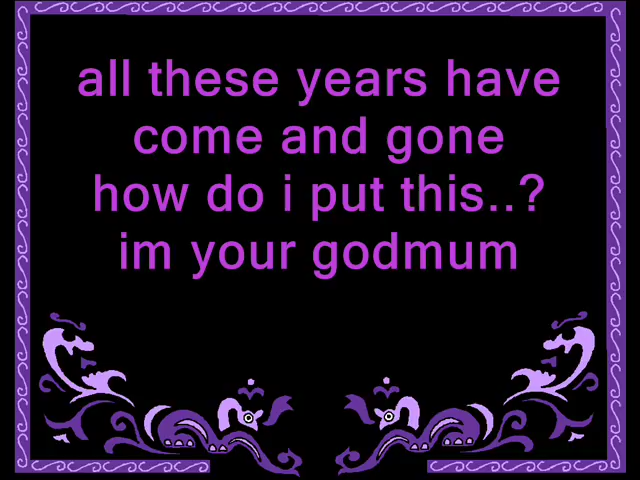 all these years have
come and gone
how do i put this..?
im your godmum